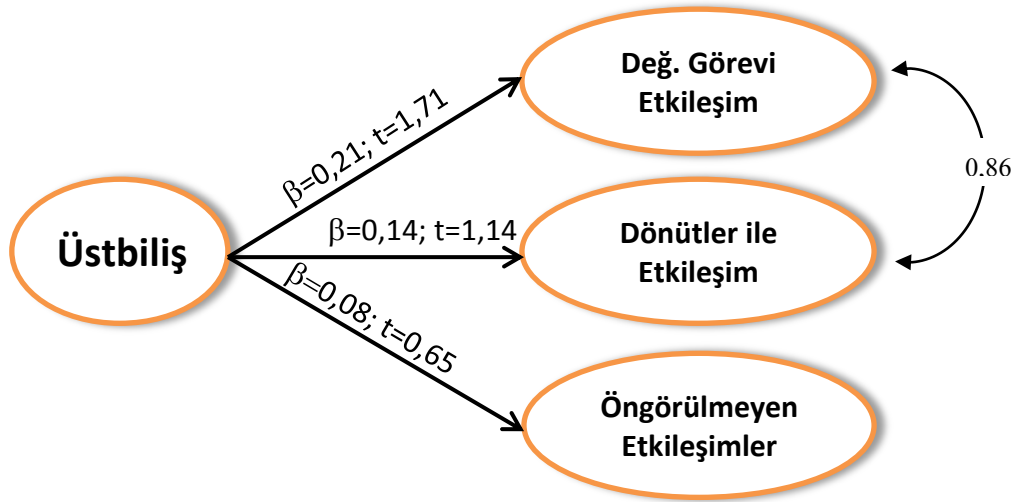 Değ. Görevi
Etkileşim
β=0,21; t=1,71
0.86
Üstbiliş
β=0,14; t=1,14
Dönütler ile
Etkileşim
β=0,08; t=0,65
Öngörülmeyen
Etkileşimler